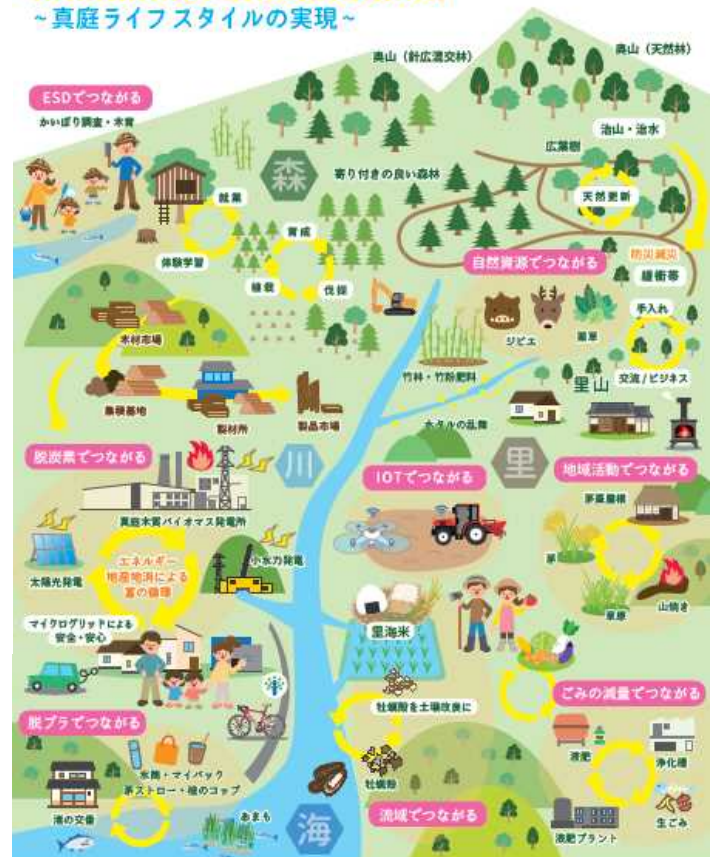 ~真庭ライフスタイルの実現~
奥山（針広混交林）
奥山（天然林）
ESDでつながる
かいぼり調査・木育
治山・治水
広葉樹
森
寄り付きの良い森林
就業
天然更新
体験学習
育成
植栽
伐採
自然資源でつながる
防災減災
緩衝帯
手入れ
ジビエ
薬草
木材市場
竹林・竹粉肥料
里山
交流/ビジネス
集積基地
製材所
製品市場
ホタルの乱舞
脱炭素でつながる
川
IOTでつながる
里
地域活動でつながる
茅葺屋根
真庭木質バイオマス発電所
太陽光発電
エネルギー
地産地消による
富の循環
小水力発電
茅
山焼き
草原
マイクログリッドによる
安全・安心
里海米
牡蠣殻を土壌改良に
ごみの減量でつながる
脱プラでつながる
液肥
浄化槽
水筒・マイバック
茅ストロー・桧のコップ
牡蠣殻
生ごみ
海の交番
あまも
海
流域でつながる
液肥プラント